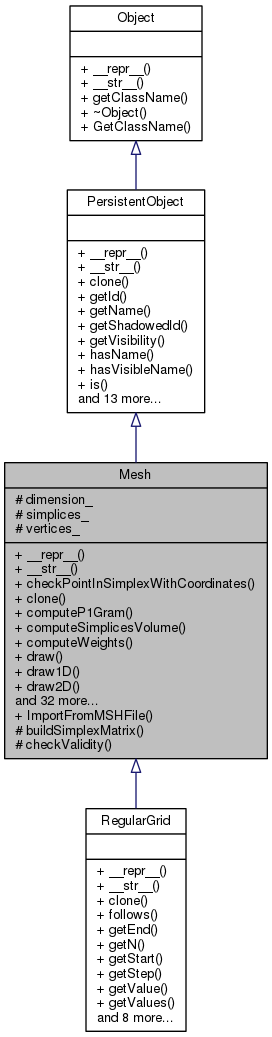 Object
+ __repr__()
+ __str__()
+ getClassName()
+ ~Object()
+ GetClassName()
PersistentObject
+ __repr__()
+ __str__()
+ clone()
+ getId()
+ getName()
+ getShadowedId()
+ getVisibility()
+ hasName()
+ hasVisibleName()
+ is()
and 13 more...
Mesh
# dimension_
# simplices_
# vertices_
+ __repr__()
+ __str__()
+ checkPointInSimplexWithCoordinates()
+ clone()
+ computeP1Gram()
+ computeSimplicesVolume()
+ computeWeights()
+ draw()
+ draw1D()
+ draw2D()
and 32 more...
+ ImportFromMSHFile()
# buildSimplexMatrix()
# checkValidity()
RegularGrid
+ __repr__()
+ __str__()
+ clone()
+ follows()
+ getEnd()
+ getN()
+ getStart()
+ getStep()
+ getValue()
+ getValues()
and 8 more...